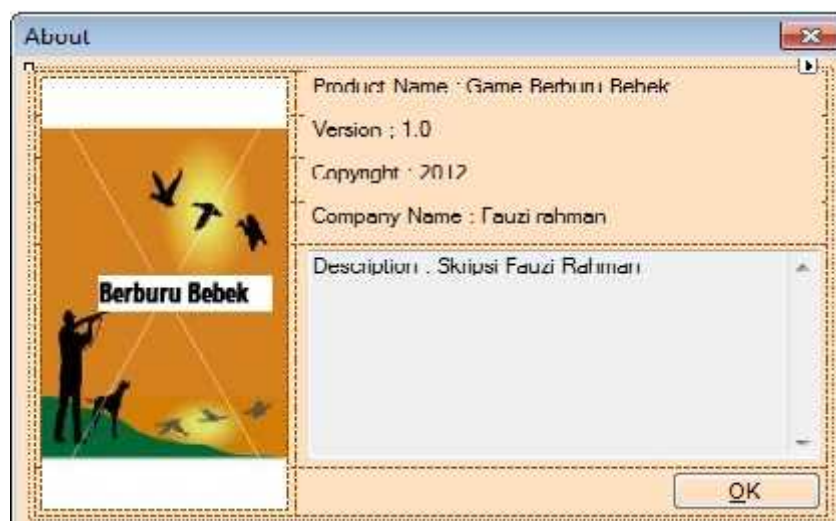 About
Product Name : Game Berburu Bebek
Version : 1.0
Copyright : 2012
Company Name : Fauzi rahman
Berburu Bebek
Description : Skripsi Fauzi Rahman
OK